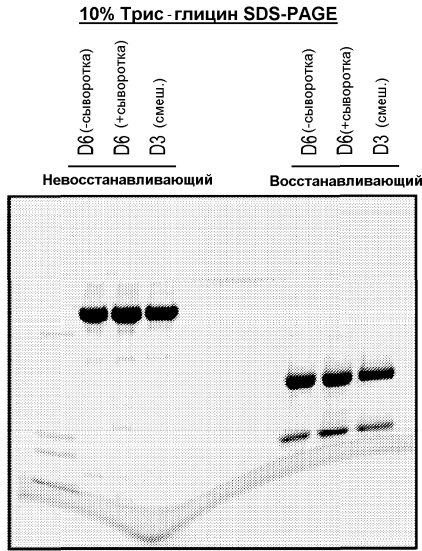 10% Трис-глицин SDS-PAGE
D6 (-сыворотка)
D6 (+сыворотка)
D3 (смеш.)
D6 (-сыворотка)
D6(+сыворотка)
D3 (смеш.)
Невосстанавливающий
Восстанавливающий